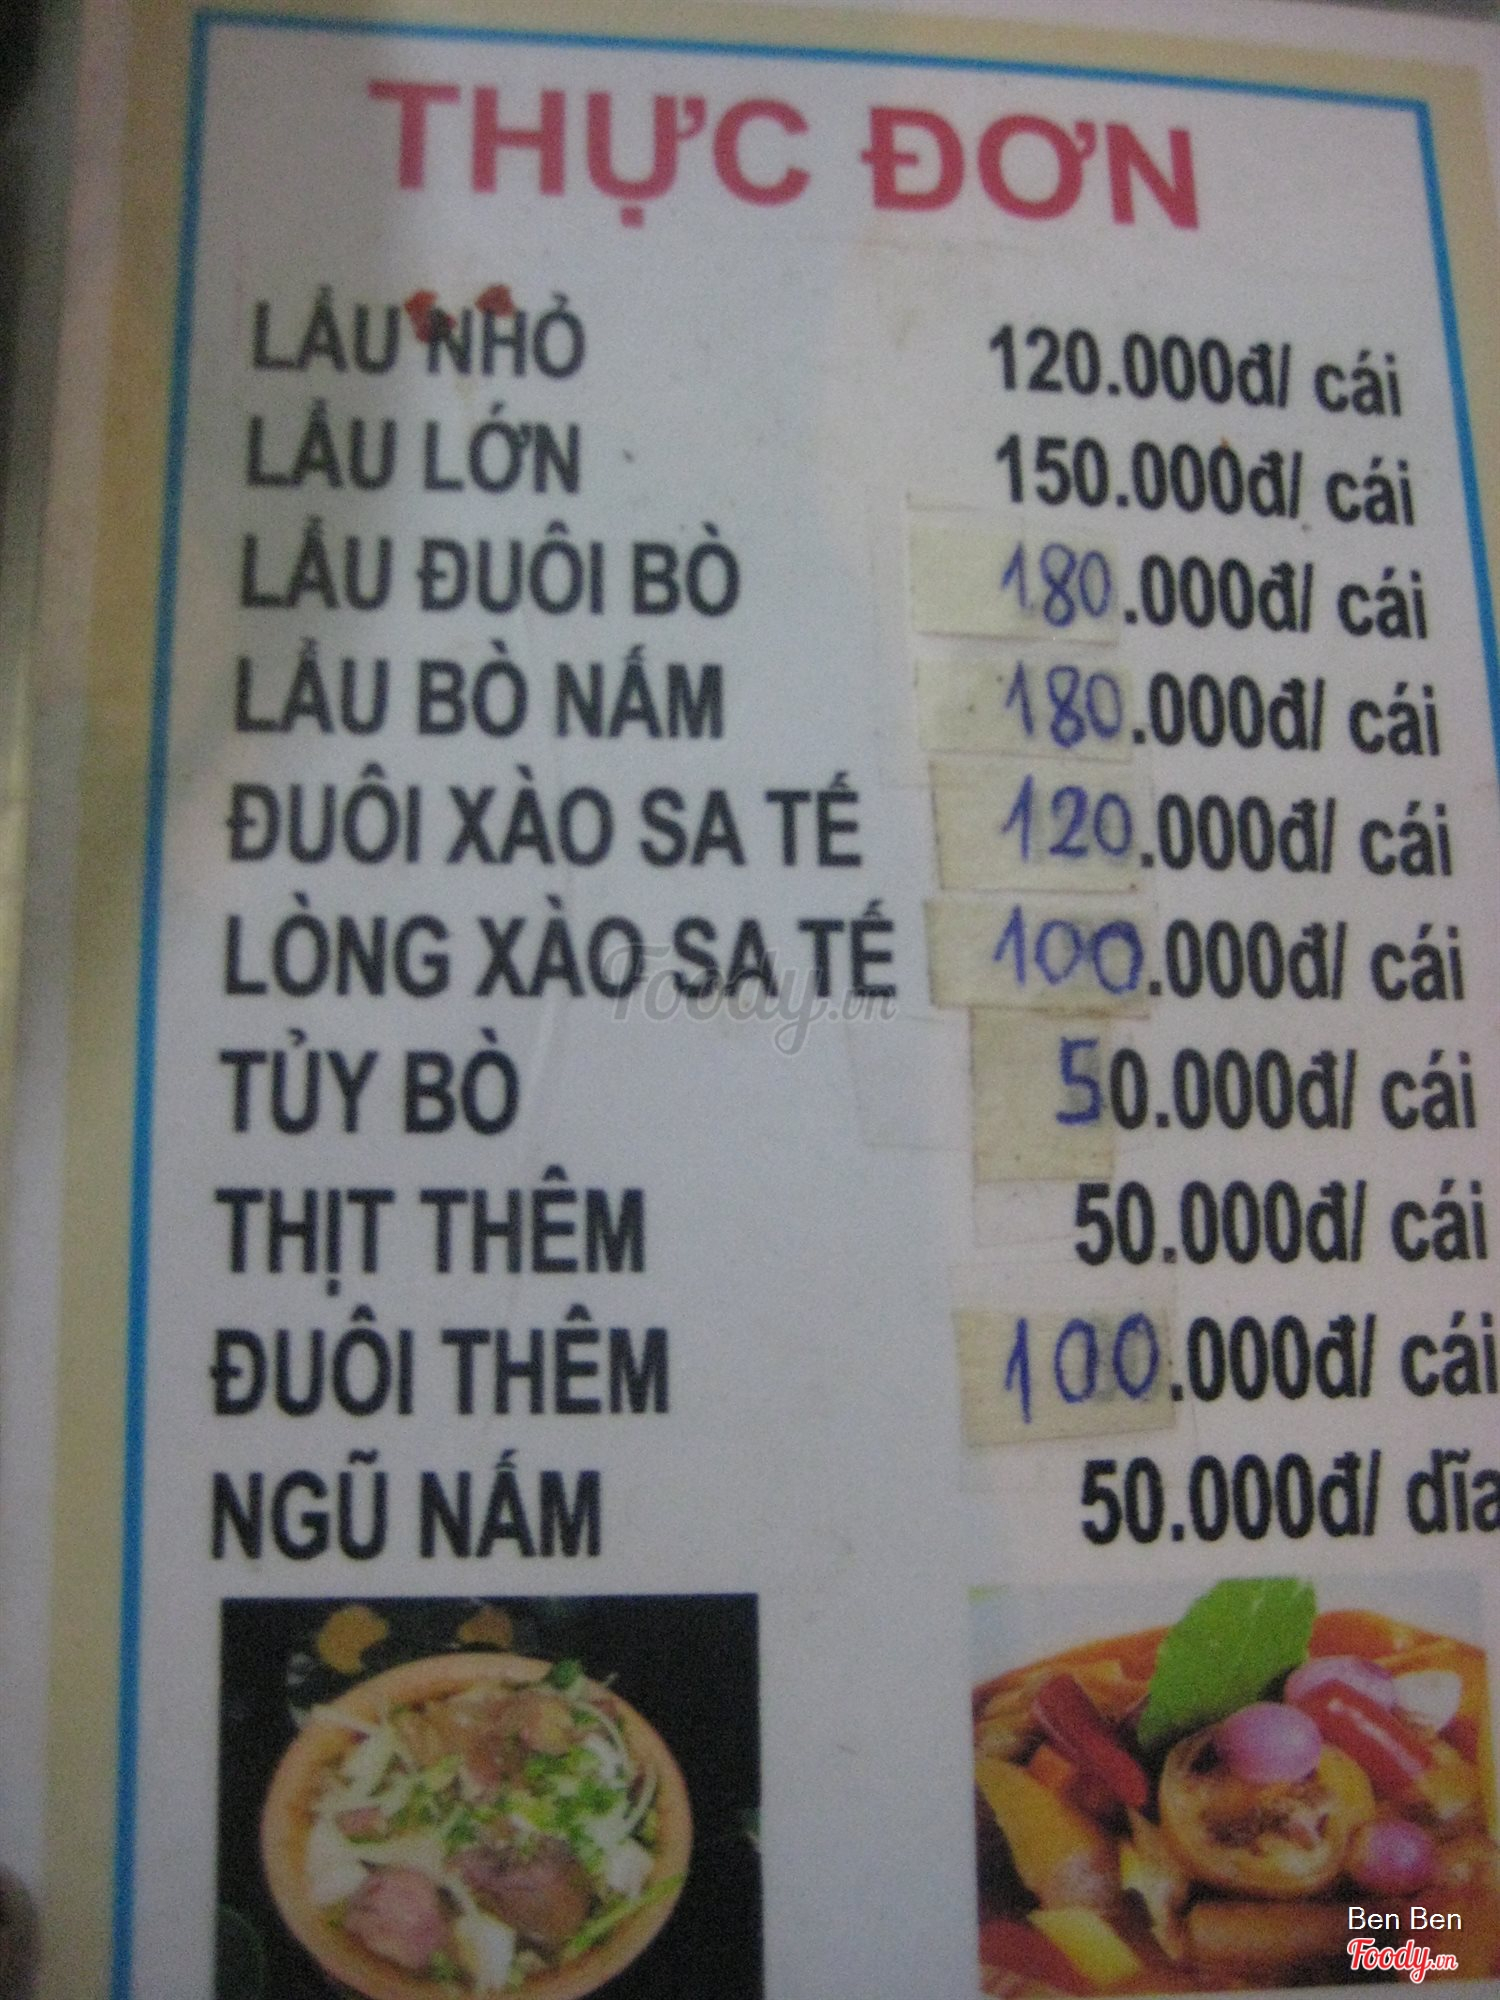 THỰC ĐƠN
LẨU NHỎ 120.000đ/ cái
LẨU LỚN 150.000đ/ cái
LẨU ĐUÔI BÒ 180.000đ/ cái
LẨU BÒ NẤM 180.000đ/ cái
ĐUÔI XÀO SA TẾ 120.000đ/ cái
LÒNG XÀO SA TẾ 100.000đ/ cái
TỦY BÒ 50.000đ/ cái
THỊT THÊM 50.000đ/ cái
ĐUÔI THÊM 100.000đ/ cái
NGŨ NẤM 50.000đ/ dĩa
Foody.vn
Ben Ben
Foody.vn